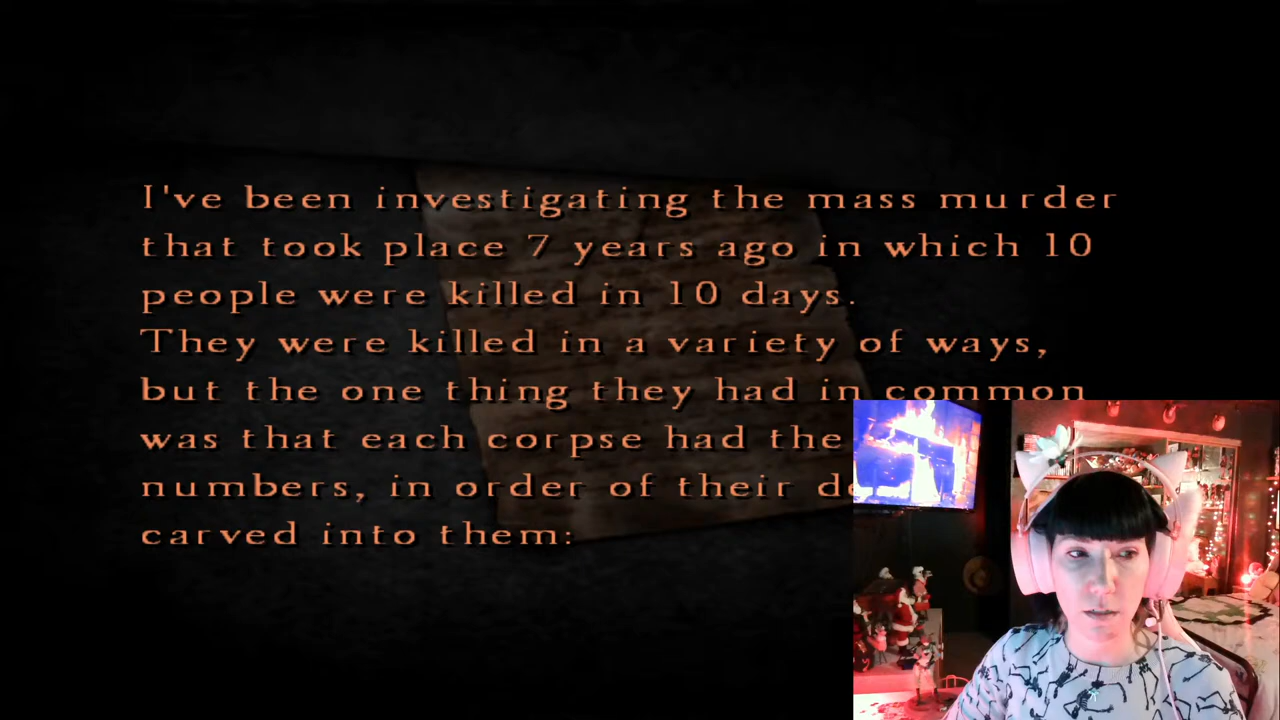 I've been investigating the mass murder
that took place 7 years ago in which 10
people were killed in 10 days.
They were killed in a variety of ways,
but the one thing they had in common
was that each corpse had the
numbers, in order of their
carved into them: